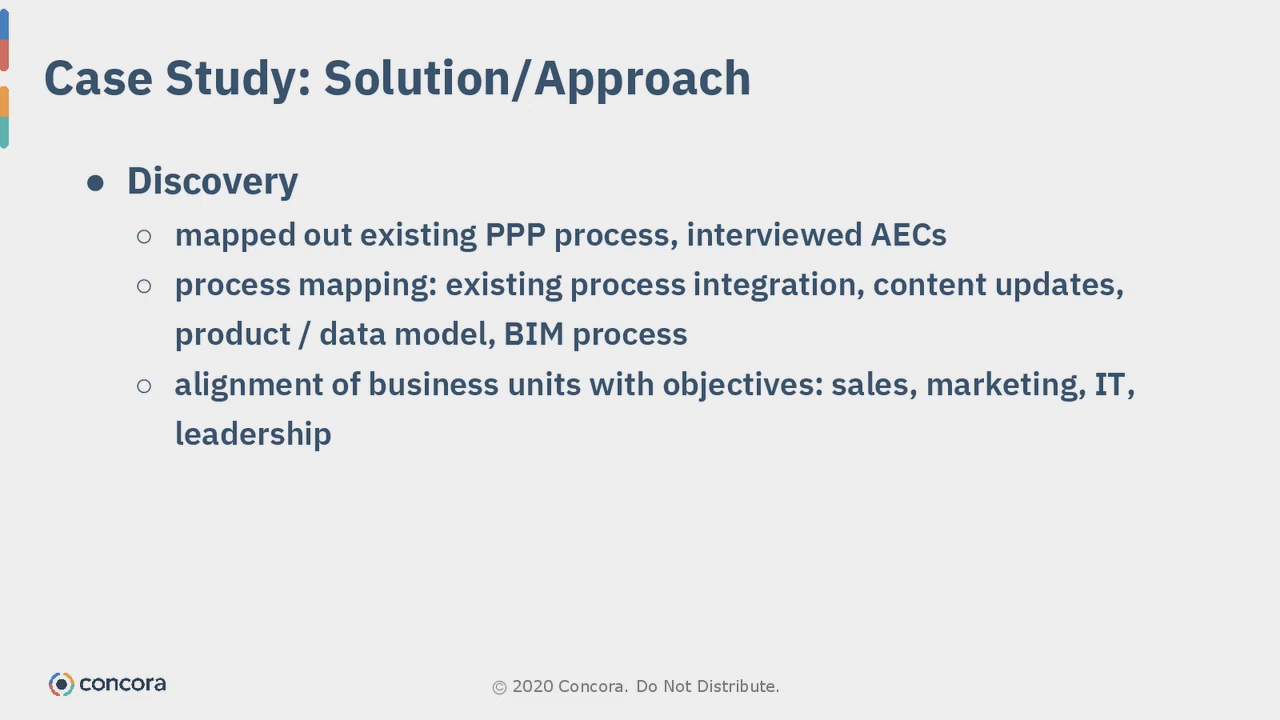 Case Study: Solution/Approach
● Discovery
○ mapped out existing PPP process, interviewed AECs
○ process mapping: existing process integration, content updates,
product / data model, BIM process
○ alignment of business units with objectives: sales, marketing, IT,
leadership
concora
© 2020 Concora. Do Not Distribute.